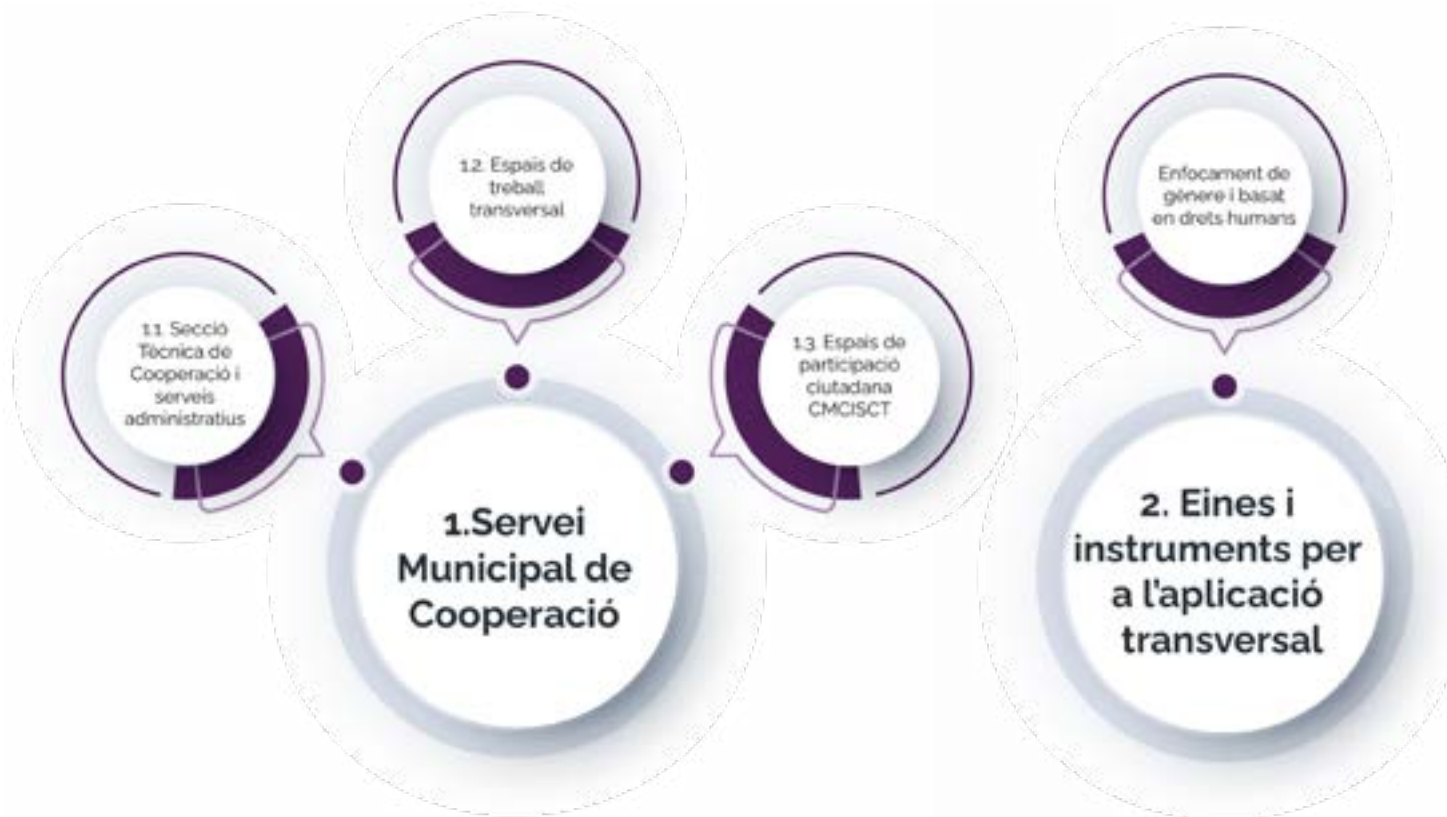 1.1. Secció
Tècnica de
Cooperació i
serveis
administratius
1.2. Espais de
treball
transversal
1.3. Espais de
participació
ciutadana
CMCISCT
1.Servei
Municipal de
Cooperació
Enfocament de
gènere i basat
en drets humans
2. Eines i
instruments per
a l'aplicació
transversal